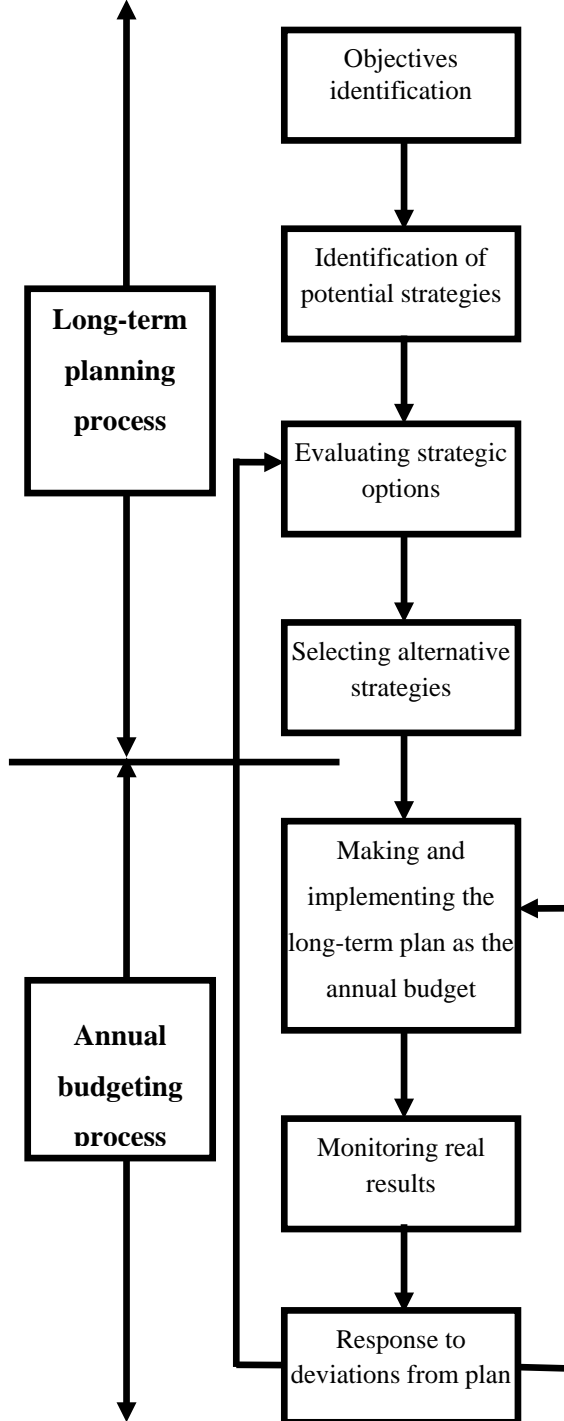 Objectives
identification
Identification of
potential strategies
Long-term
planning
process
Evaluating strategic
options
Selecting alternative
strategies
Making and
implementing the
long-term plan as the
annual budget
Annual
budgeting
process
Monitoring real
results
Response to
deviations from plan